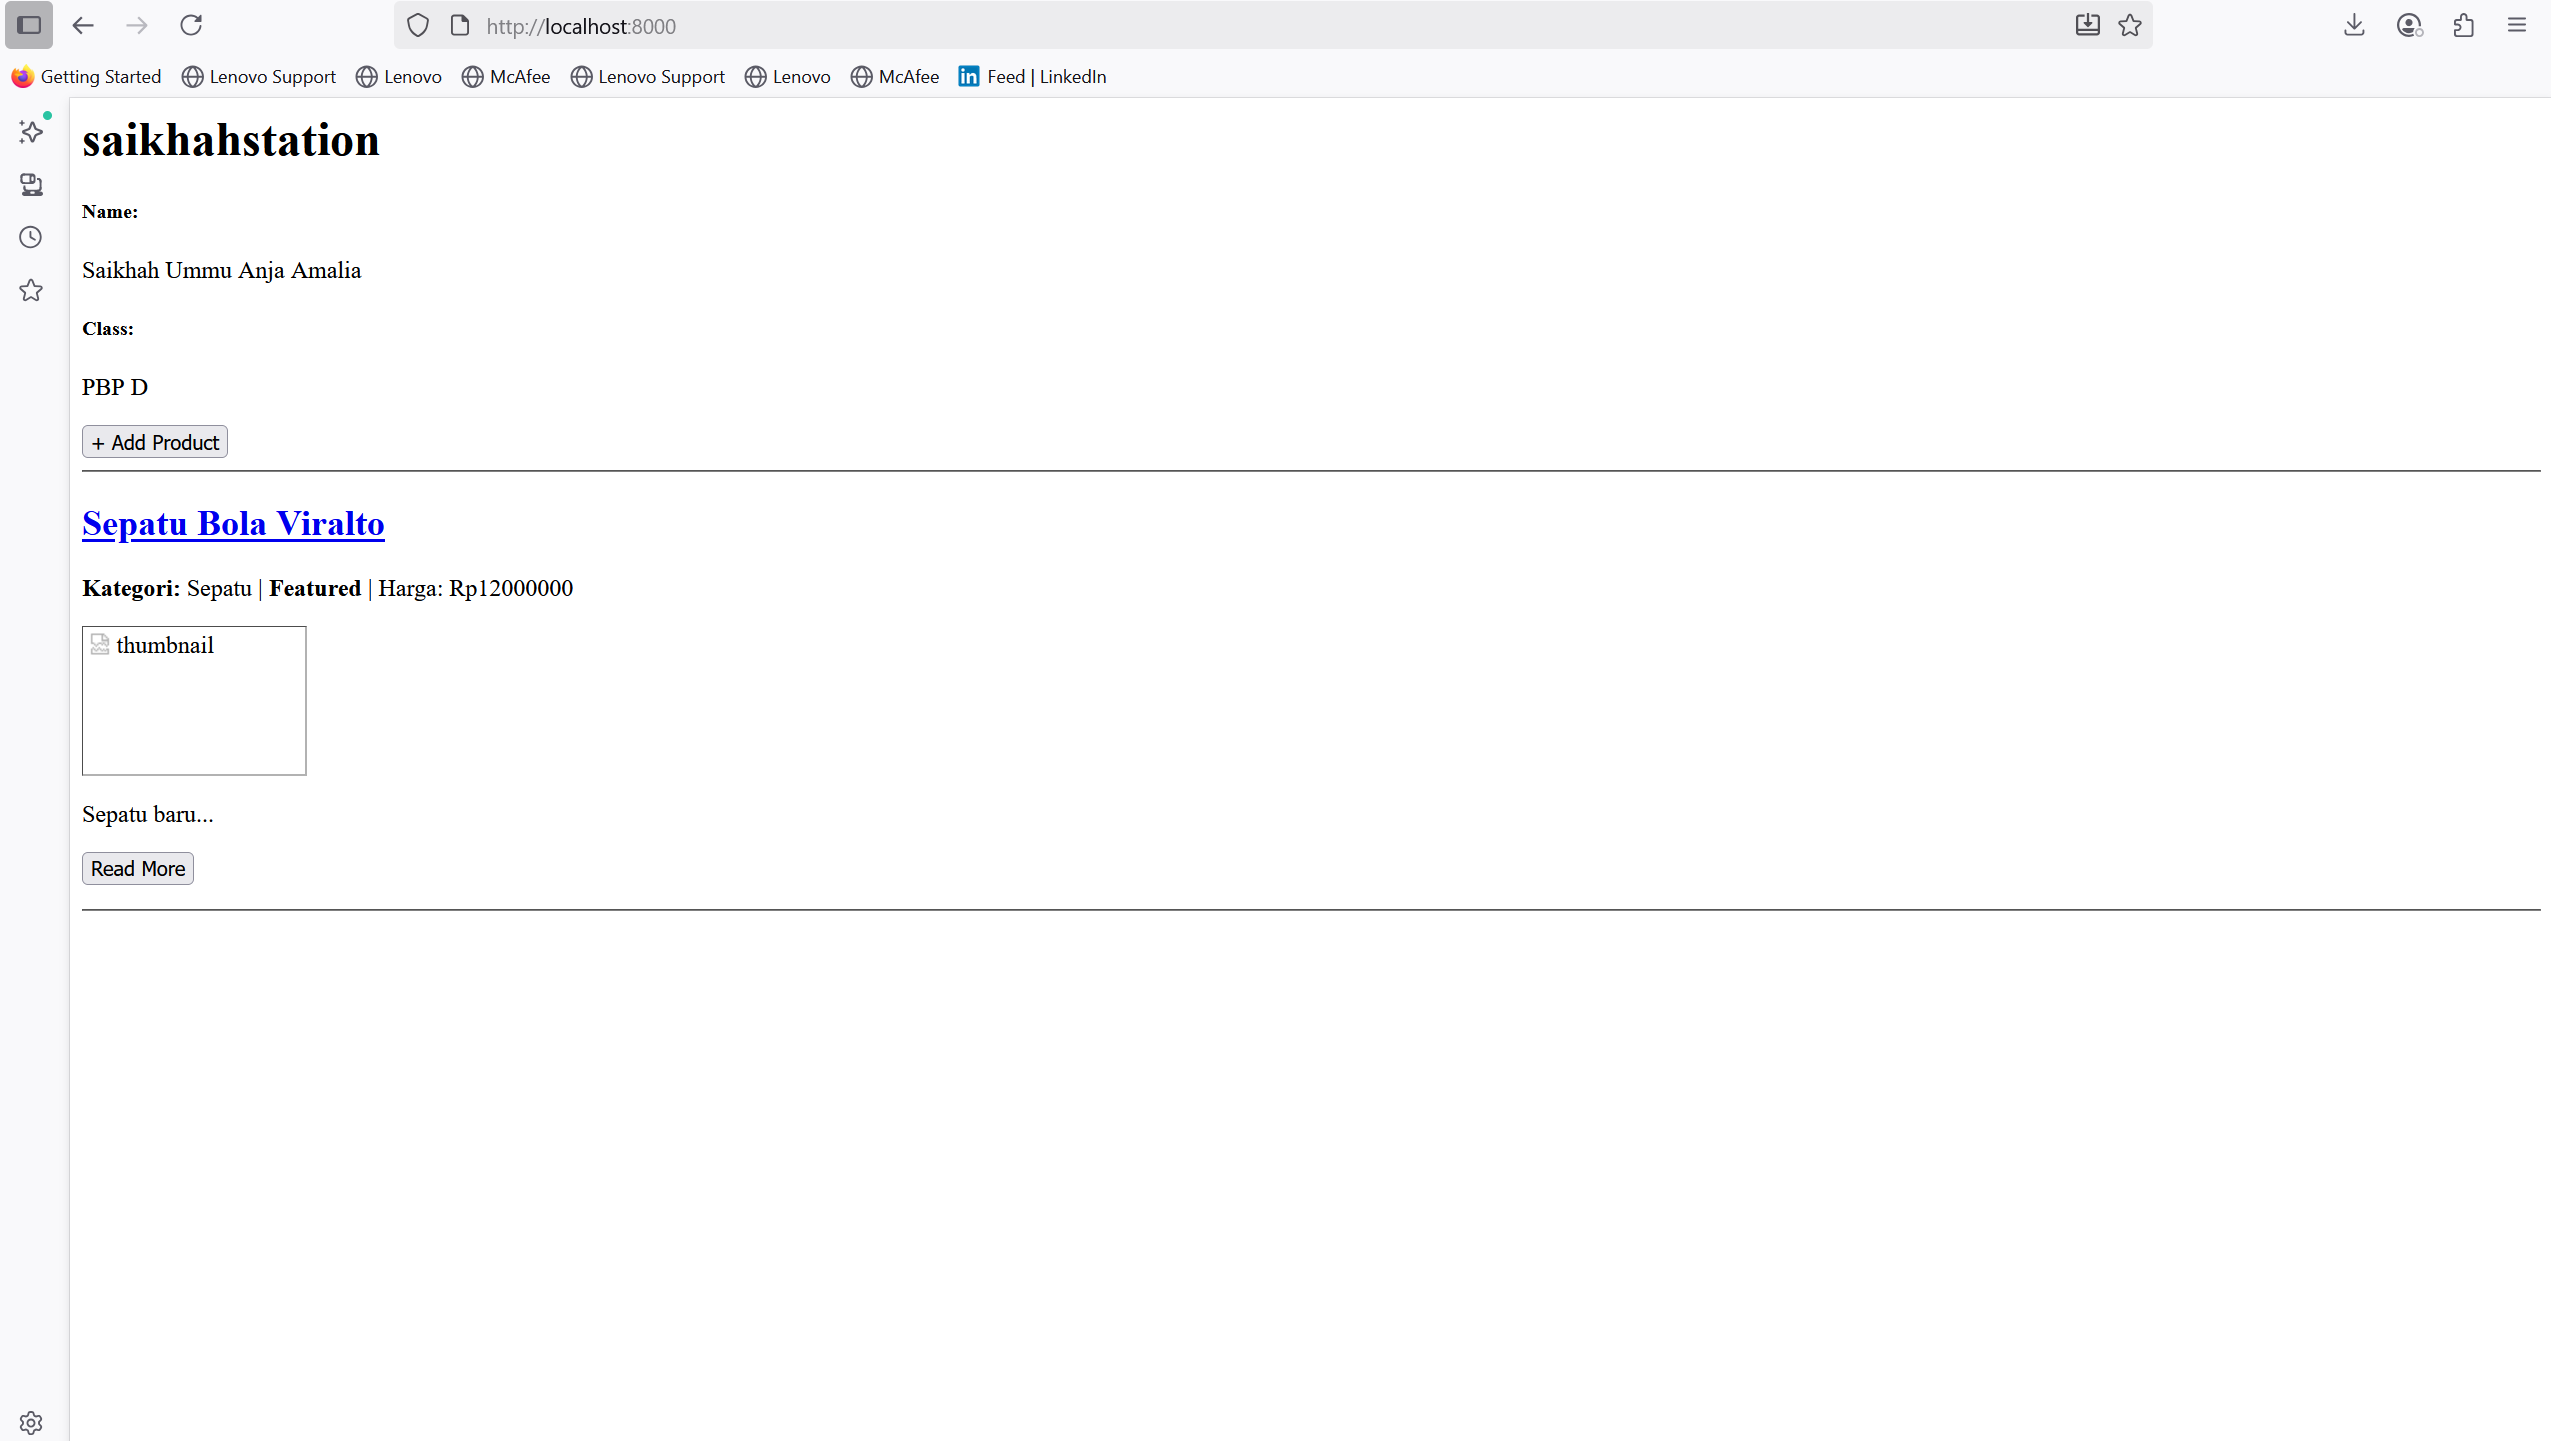 http://localhost:8000
Getting Started Lenovo Support Lenovo McAfee Lenovo Support Lenovo McAfee Feed | LinkedIn
saikhahstation
Name:
Saikhah Ummu Anja Amalia
Class:
PBP D
+ Add Product
Sepatu Bola Viralto
Kategori: Sepatu | Featured | Harga: Rp12000000
thumbnail
Sepatu baru...
Read More